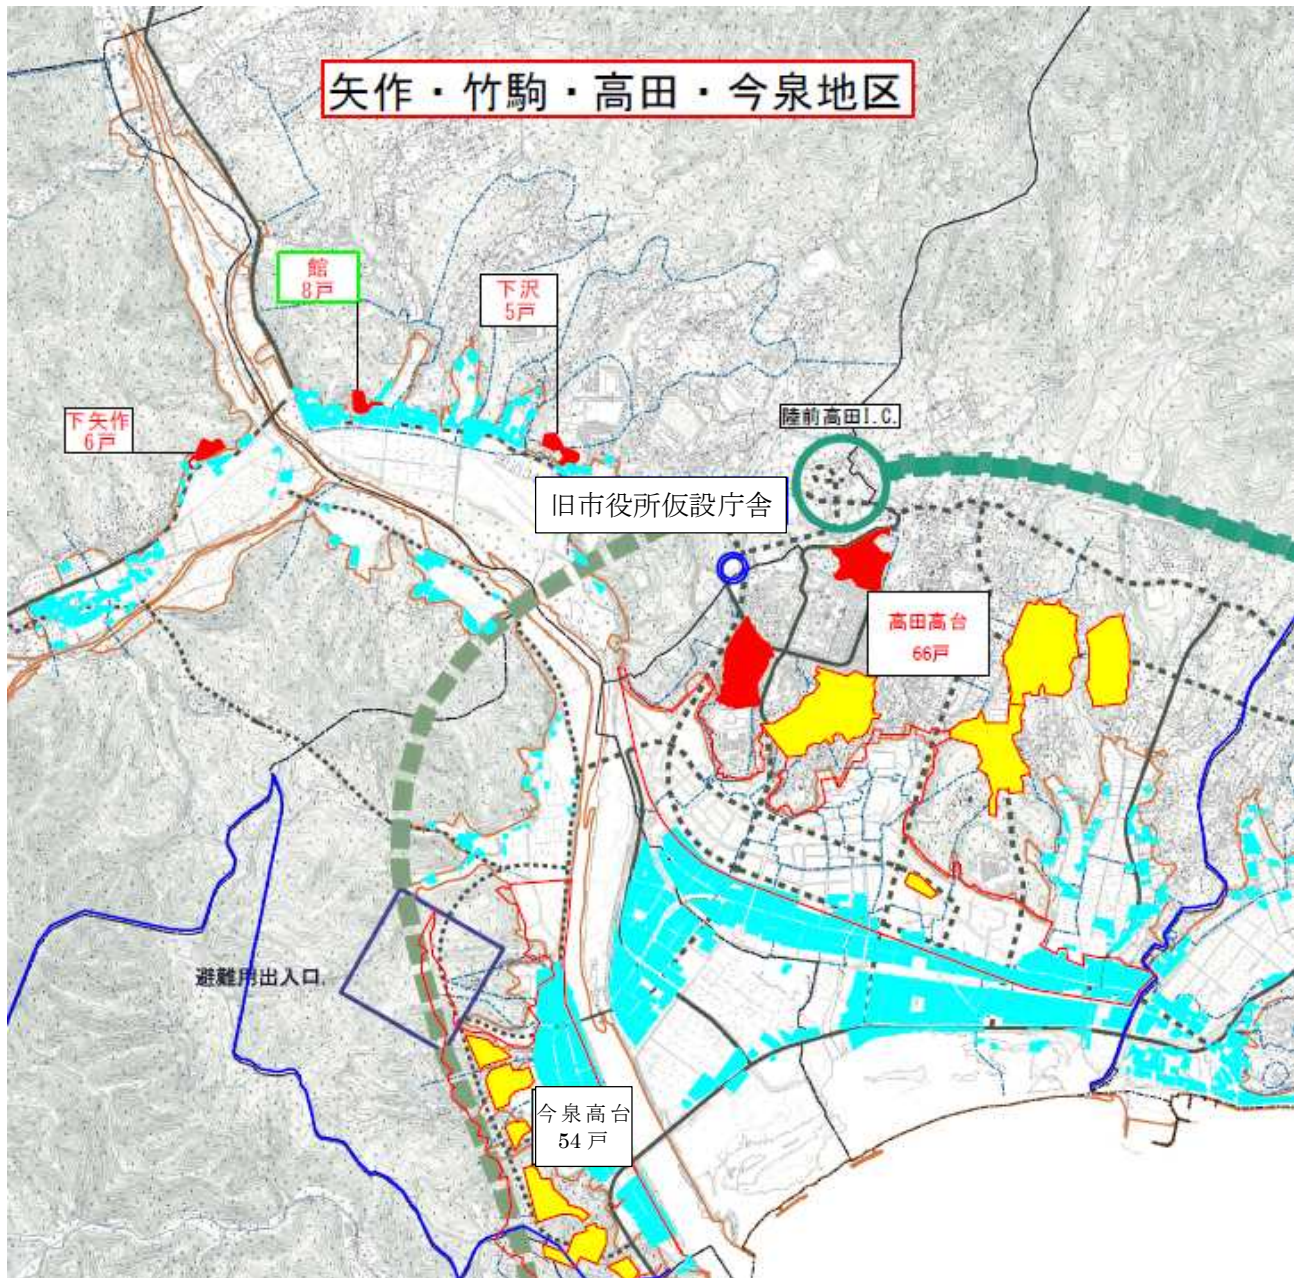 矢作・竹駒・高田・今泉地区
館
8戸
下沢
5戸
下矢作
6戸
陸前高田I.C.
旧市役所仮設庁舎
高田高台
66戸
避難用出入口
今泉高台
54戸